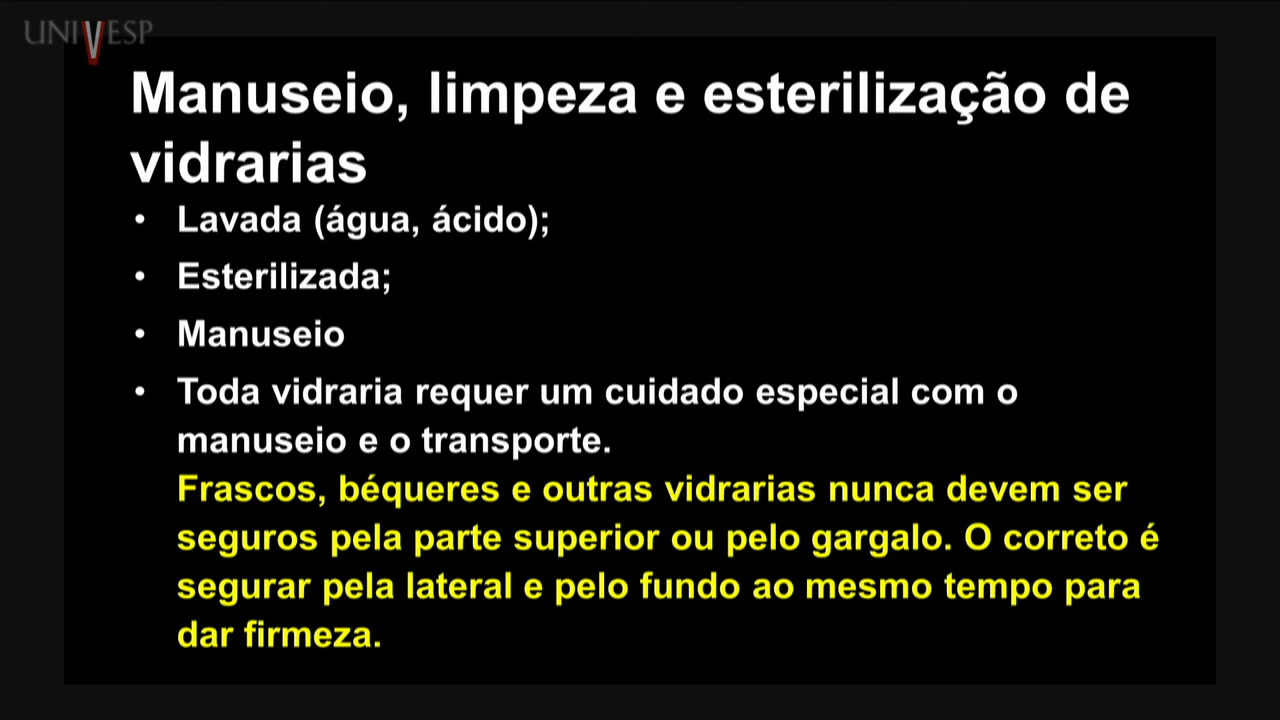 UNIVESP
Manuseio, limpeza e esterilização de
vidrarias
• Lavada (água, ácido);
• Esterilizada;
• Manuseio
• Toda vidraria requer um cuidado especial com o
manuseio e o transporte.
Frascos, béqueres e outras vidrarias nunca devem ser
seguros pela parte superior ou pelo gargalo. O correto é
segurar pela lateral e pelo fundo ao mesmo tempo para
dar firmeza.